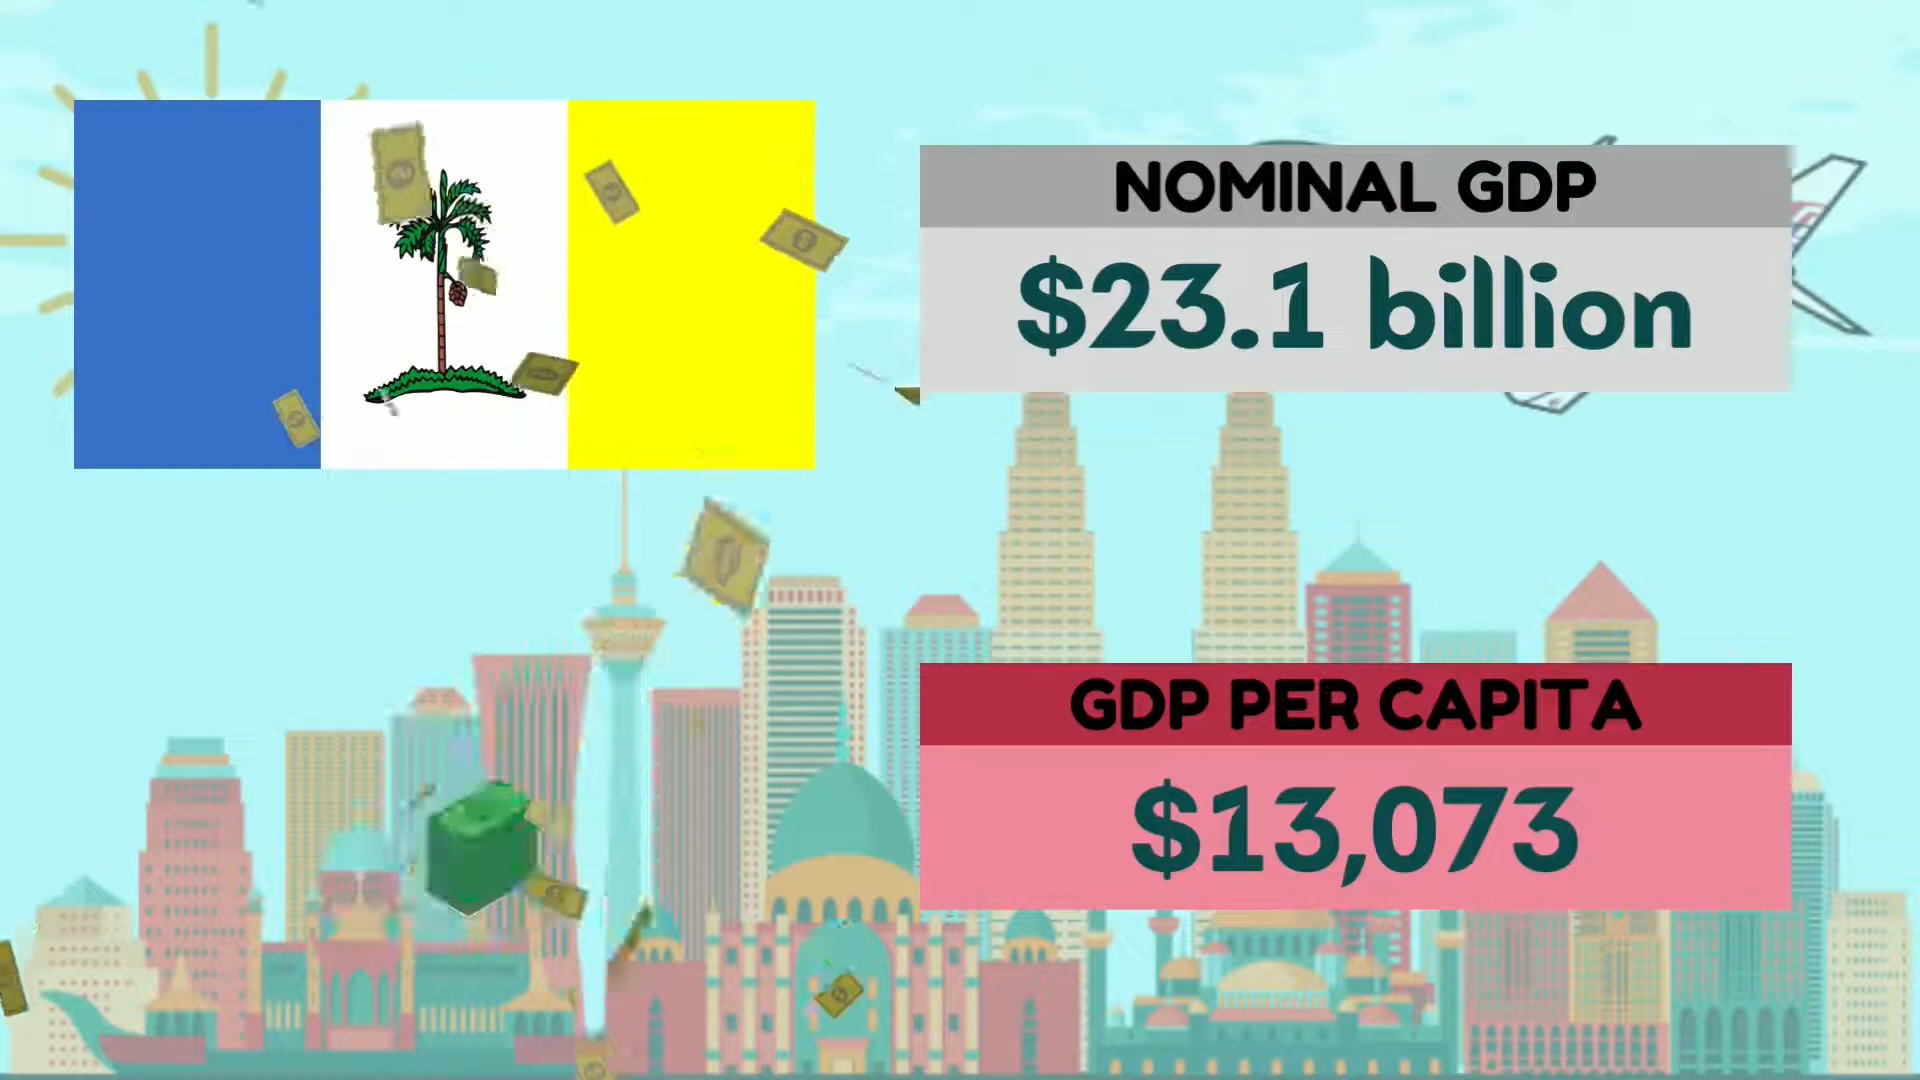 NOMINAL GDP
$23.1 billion
GDP PER CAPITA
$13,073